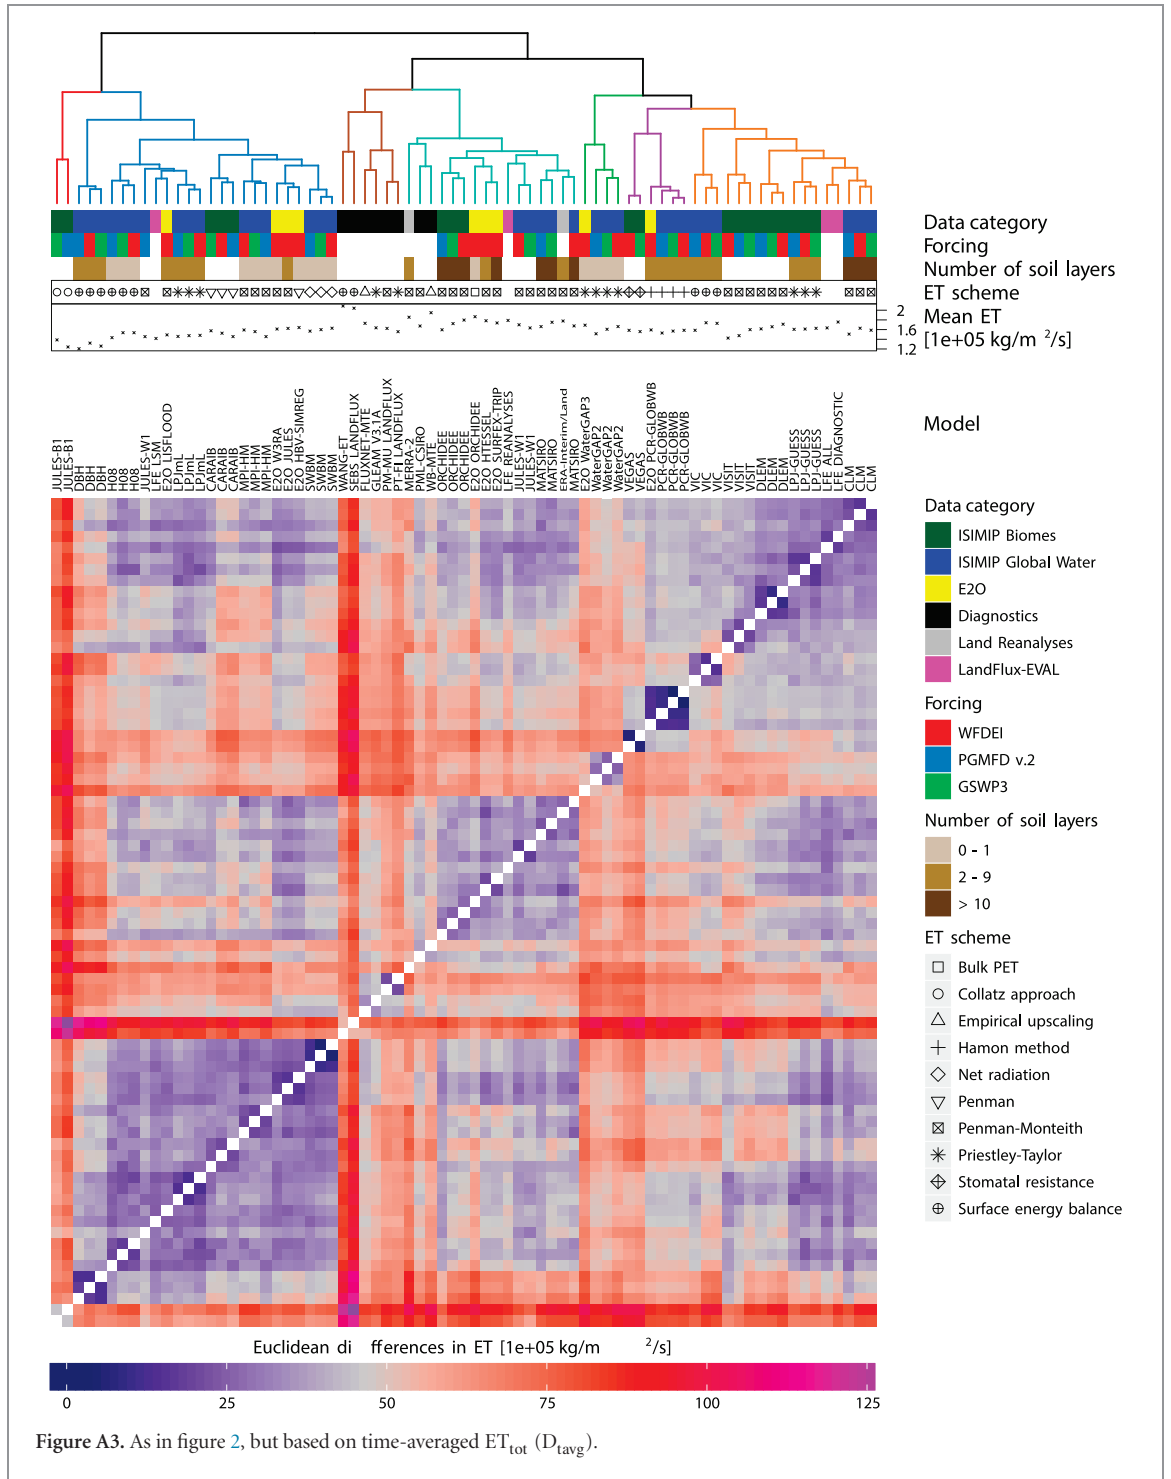 Data category
Forcing
Number of soil layers
ET scheme
Mean ET
[1e+05 kg/m 2/s]
2
1.6
1.2
Model
JULES-B1
JULES-B1
DBH
DBH
DBH
H08
H08
H08
JULES-W1
LFE LSM
E2O LISFLOOD
LPJmL
LPJmL
LPJmL
CARAIB
CARAIB
CARAIB
MPI-HM
MPI-HM
MPI-HM
E2O W3RA
E2O JULES
E2O HBV-SIMREG
SWBM
SWBM
SWBM
WANG-ET
SEBS LANDFLUX
FLUXNET-MTE
GLEAM V3.1A
PM-MU LANDFLUX
PT-FI LANDFLUX
MERRA-2
PML-CSIRO
WB-MTE
ORCHIDEE
ORCHIDEE
ORCHIDEE
E2O ORCHIDEE
E2O HTESSEL
E2O SURFEX-TRIP
LFE REANALYSES
JULES-W1
JULES-W1
MATSIRO
MATSIRO
ERA-Interim/Land
MATSIRO
E2O WaterGAP3
WaterGAP2
WaterGAP2
WaterGAP2
VEGAS
VEGAS
E2O PCR-GLOBWB
PCR-GLOBWB
PCR-GLOBWB
PCR-GLOBWB
VIC
VIC
VIC
VISIT
VISIT
VISIT
DLEM
DLEM
DLEM
LPJ-GUESS
LPJ-GUESS
LPJ-GUESS
LFE ALL
LFE DIAGNOSTIC
CLM
CLM
CLM
Data category
ISIMIP Biomes
ISIMIP Global Water
E2O
Diagnostics
Land Reanalyses
LandFlux-EVAL
Forcing
WFDEI
PGMFD v.2
GSWP3
Number of soil layers
0 - 1
2 - 9
> 10
ET scheme
Bulk PET
Collatz approach
Empirical upscaling
Hamon method
Net radiation
Penman
Penman-Monteith
Priestley-Taylor
Stomatal resistance
Surface energy balance
Euclidean di fferences in ET [1e+05 kg/m 2/s]
0 25 50 75 100 125
Figure A3. As in figure 2, but based on time-averaged ETtot (Dtavg).